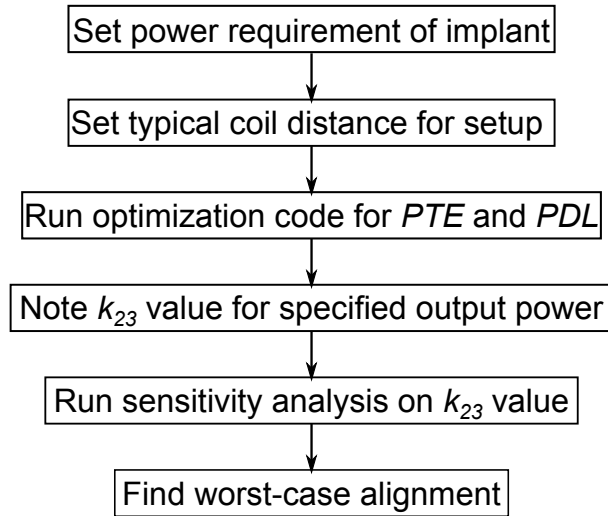 Set power requirement of implant
Set typical coil distance for setup
Run optimization code for PTE and PDL
Note k23 value for specified output power
Run sensitivity analysis on k23 value
Find worst-case alignment